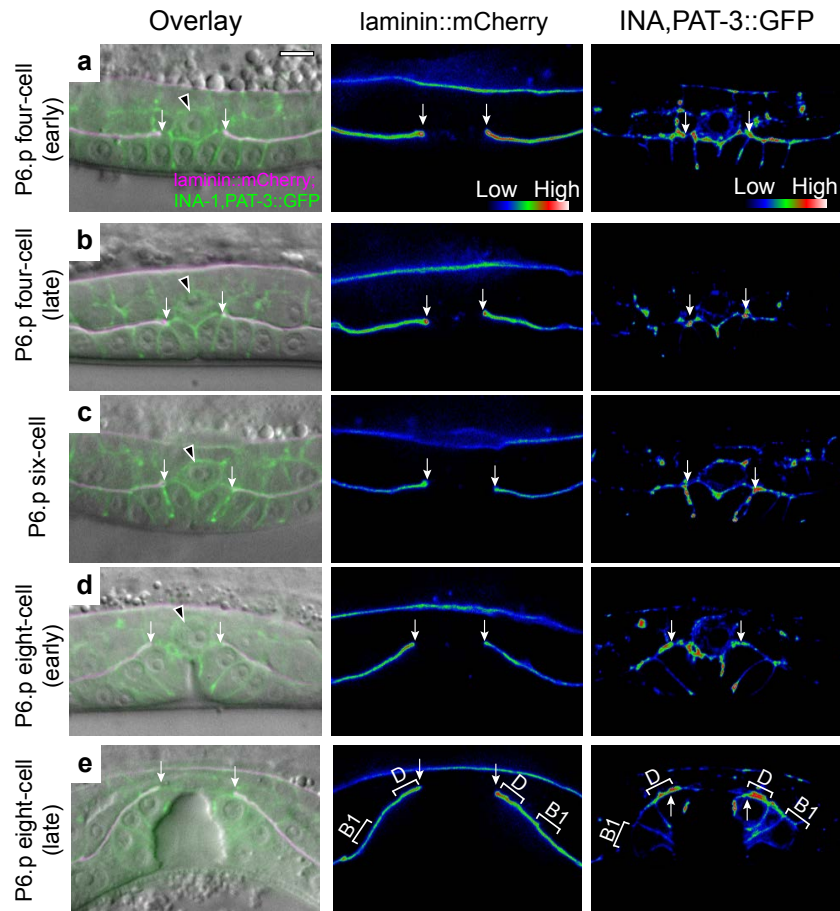 Overlay
laminin::mCherry
INA,PAT-3::GFP
P6.p four-cell
(early)
a
laminin::mCherry
INA-1,PAT-3::GFP
Low High
Low High
P6.p four-cell
(late)
b
P6.p six-cell
c
P6.p eight-cell
(early)
d
P6.p eight-cell
(late)
e
D
D
B1
B1
D
D
B1
B1